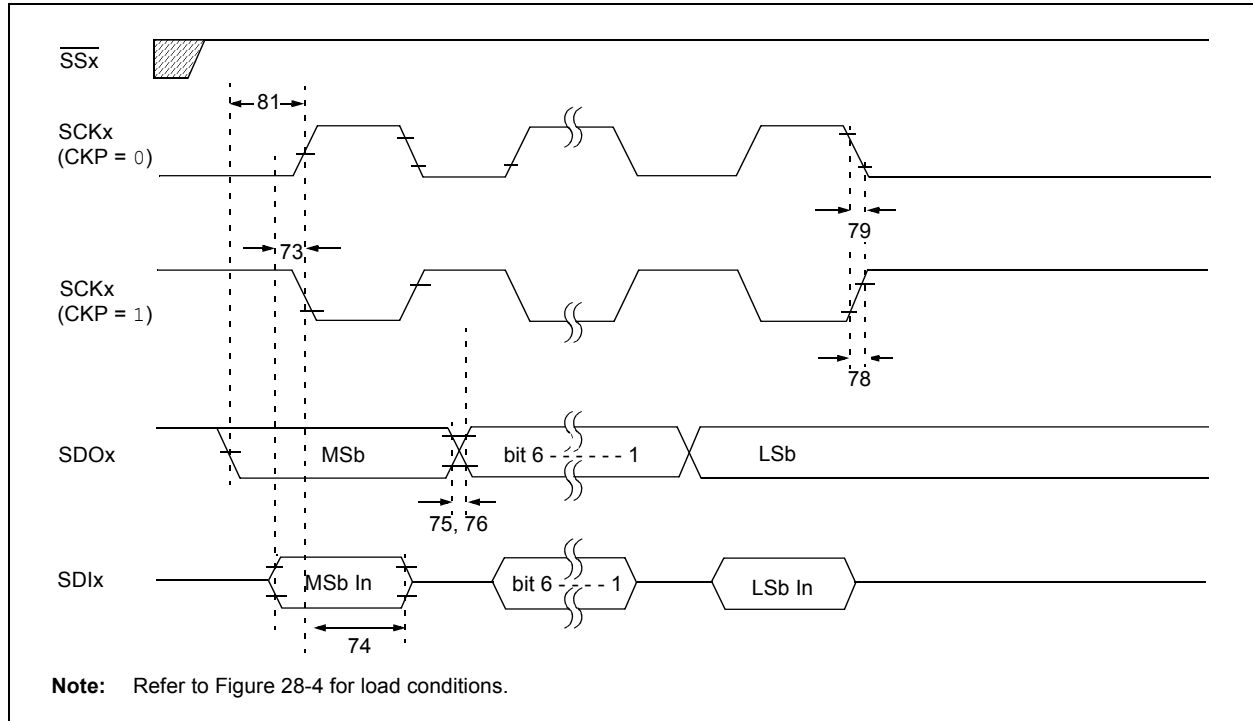 SSx
81
SCKx
(CKP = 0)
79
73
SCKx
(CKP = 1)
78
SDOx
MSb
bit 6 - - - - - - 1
LSb
75, 76
SDIx
MSb In
bit 6 - - - - - 1
LSb In
74
Note: Refer to Figure 28-4 for load conditions.